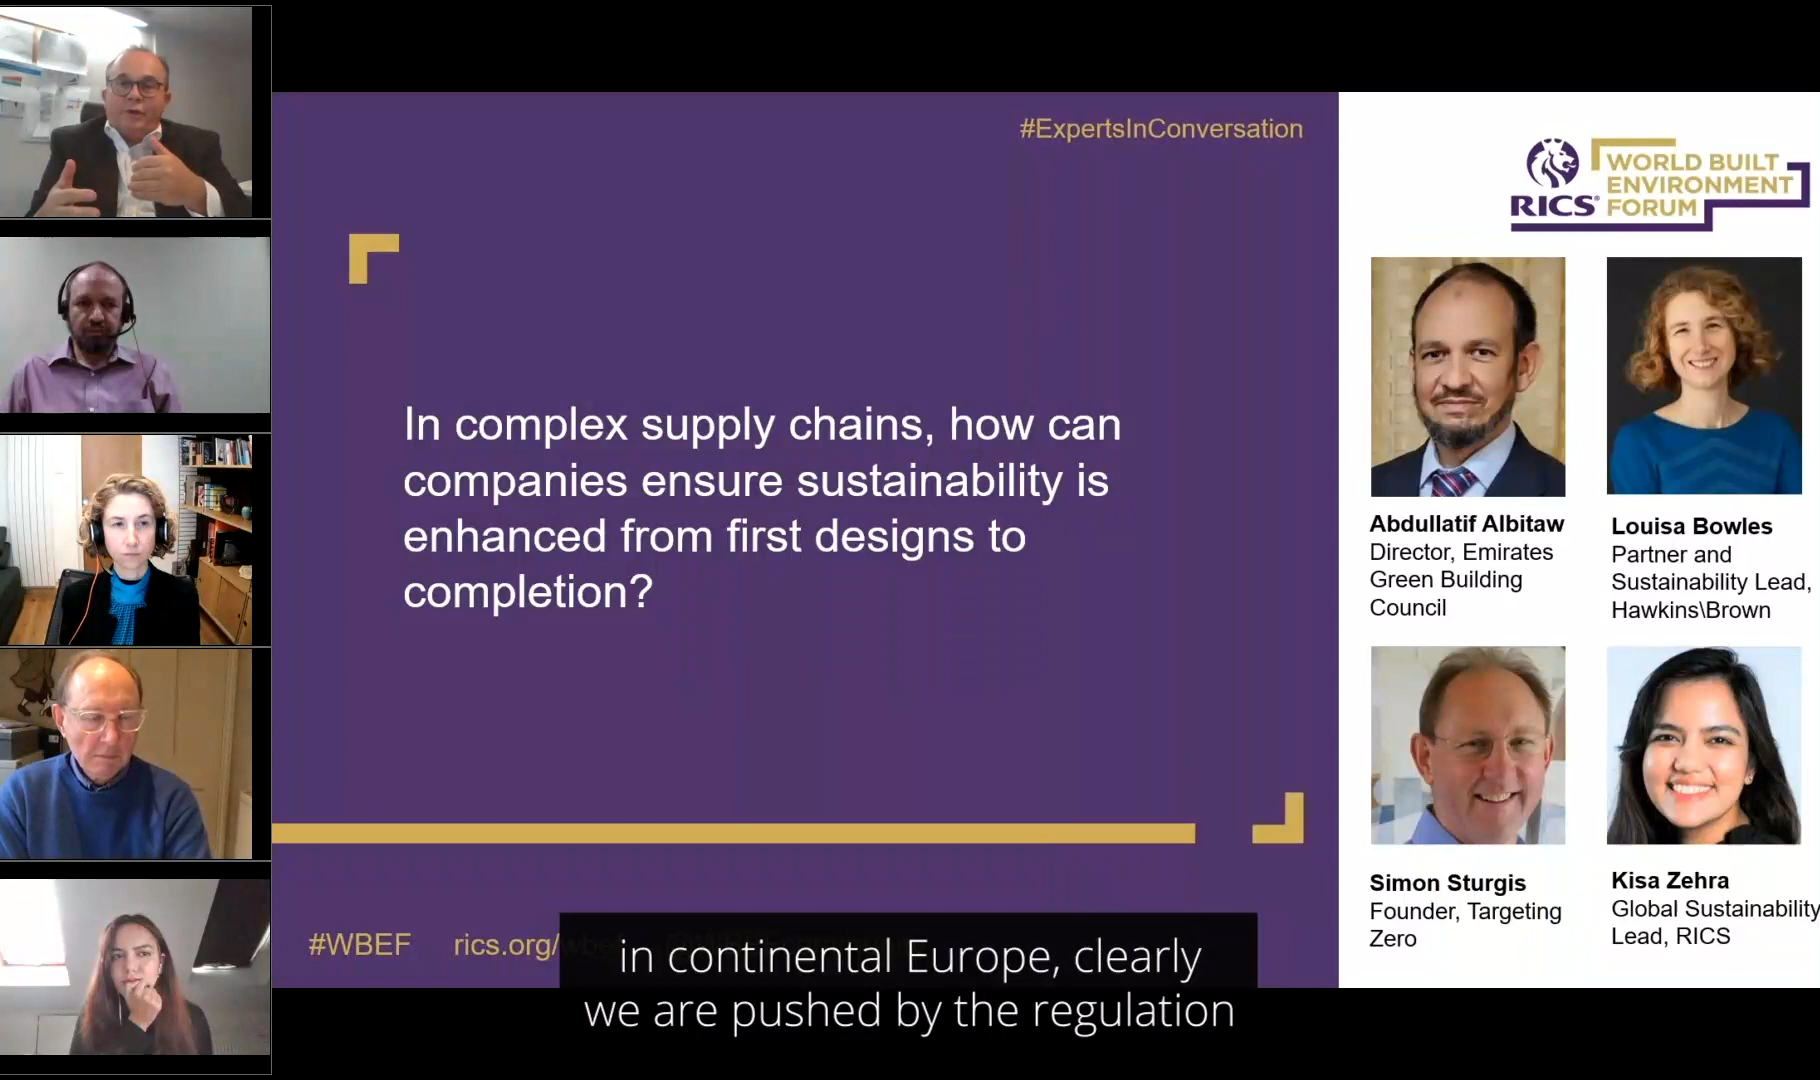 #ExpertsInConversation
In complex supply chains, how can
companies ensure sustainability is
enhanced from first designs to
completion?
#WBEF rics.org/wbef
in continental Europe, clearly
we are pushed by the regulation
RICS
WORLD BUILT
ENVIRONMENT
FORUM
Abdullatif Albitaw
Director, Emirates
Green Building
Council
Louisa Bowles
Partner and
Sustainability Lead,
Hawkins\Brown
Simon Sturgis
Founder, Targeting
Zero
Kisa Zehra
Global Sustainability
Lead, RICS